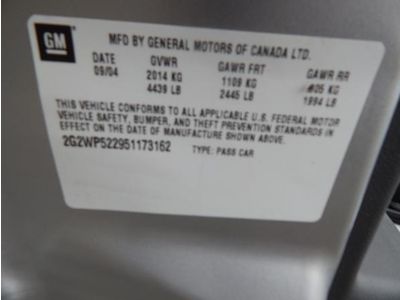 GM
MFD BY GENERAL MOTORS OF CANADA LTD.
DATE GVWR GAWR FRT GAWR RR
09/04 2014 KG 1109 KG 905 KG
4439 LB 2445 LB 1994 LB
THIS VEHICLE CONFORMS TO ALL APPLICABLE U.S. FEDERAL MOTOR
VEHICLE SAFETY, BUMPER, AND THEFT PREVENTION STANDARDS IN
EFFECT ON THE DATE OF MANUFACTURE SHOWN ABOVE.
2G2WP522951173162 TYPE: PASS CAR